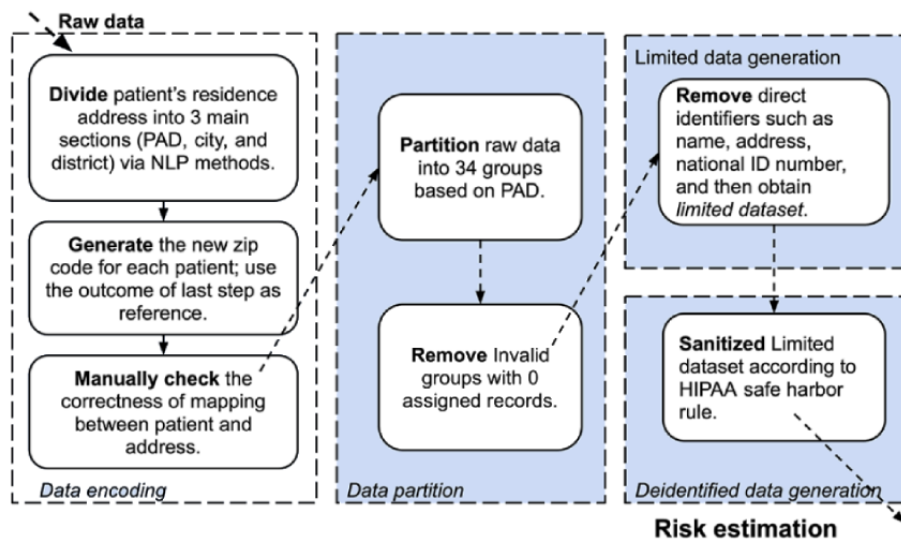 Raw data
Divide patient's residence
address into 3 main
sections (PAD, city, and
district) via NLP methods.
Generate the new zip
code for each patient; use
the outcome of last step as
reference.
Manually check the
correctness of mapping
between patient and
address.
Data encoding
Partition raw data
into 34 groups
based on PAD.
Remove Invalid
groups with 0
assigned records.
Data partition
Limited data generation
Remove direct
identifiers such as
name, address,
national ID number,
and then obtain
limited dataset.
Sanitized Limited
dataset according to
HIPAA safe harbor
rule.
Deidentified data generation
Risk estimation